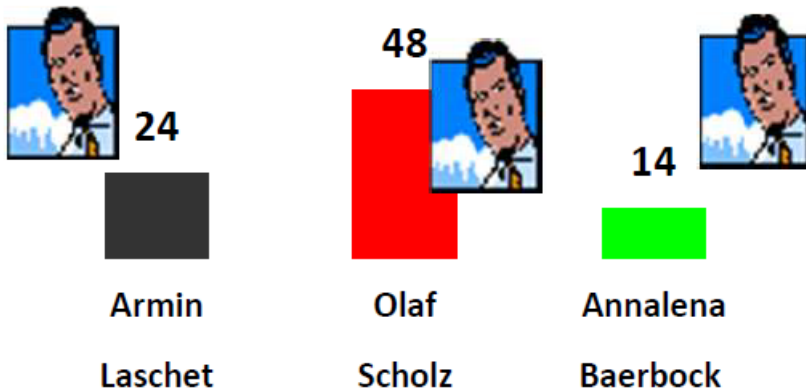 24
48
14
Armin
Laschet
Olaf
Scholz
Annalena
Baerbock